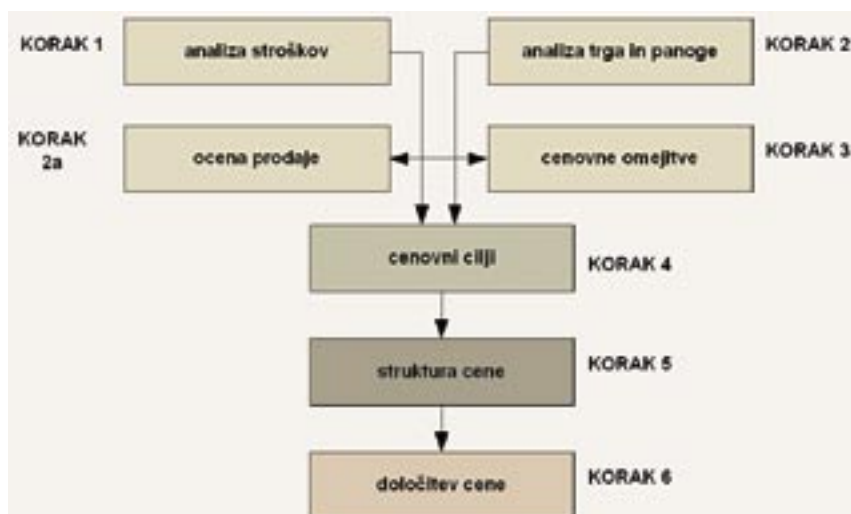 KORAK 1
analiza stroškov
analiza trga in panoge
KORAK 2
KORAK
2a
ocena prodaje
cenovne omejitve
KORAK 3
cenovni cilji
KORAK 4
struktura cene
KORAK 5
določitev cene
KORAK 6